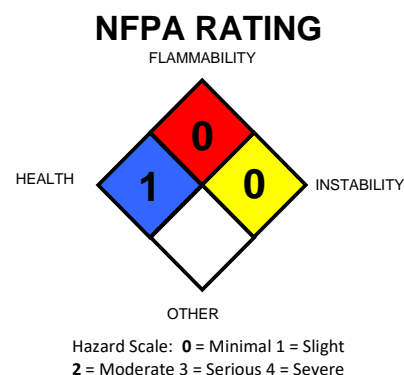 NFPA RATING
FLAMMABILITY
0
HEALTH
1
0
INSTABILITY
OTHER
Hazard Scale: 0 = Minimal 1 = Slight
2 = Moderate 3 = Serious 4 = Severe